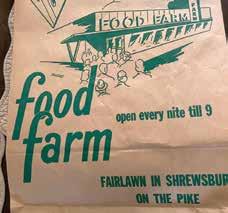 FOOD FARM
food
farm
open every nite till 9
FAIRLAWN IN SHREWSBUR
ON THE PIKE